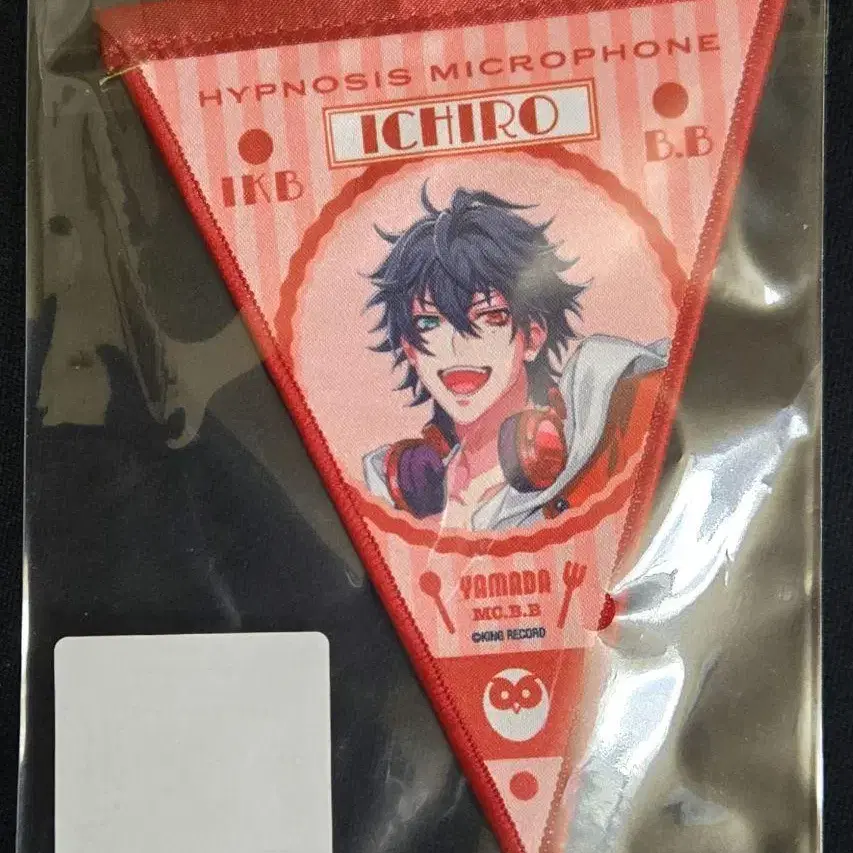 HYPNOSIS MICROPHONE
ICHIRO
IKB
B.B
YAMADA
MC.B.B
©KING RECORD